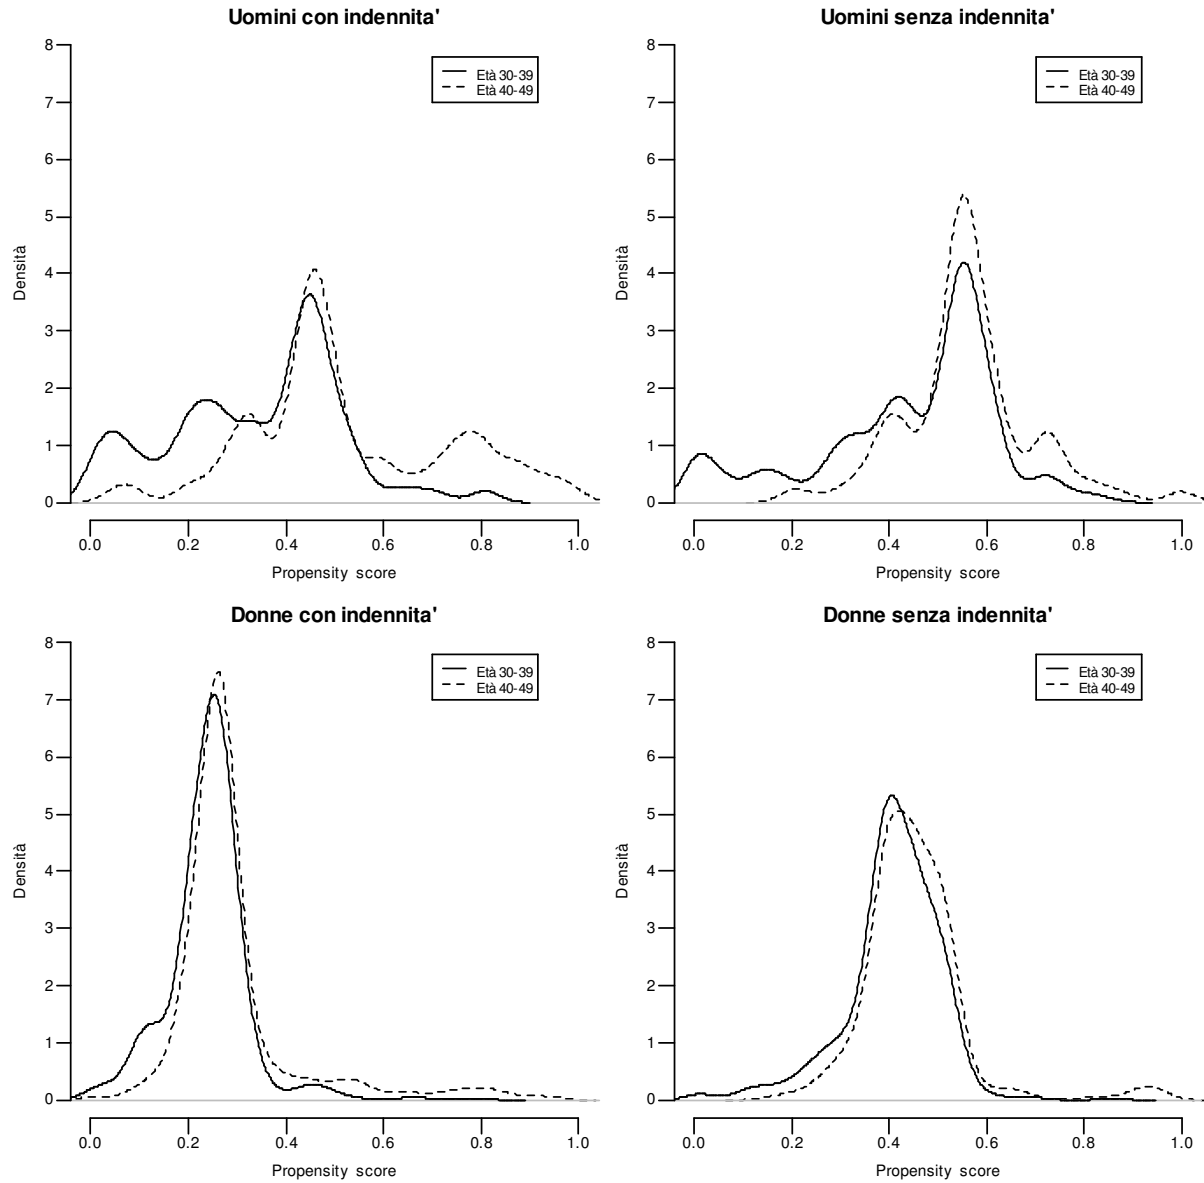 Uomini con indennita'
8
7
6
5
4
3
2
1
0
Densità
Età 30-39
Età 40-49
0.0 0.2 0.4 0.6 0.8 1.0
Propensity score
Uomini senza indennita'
8
7
6
5
4
3
2
1
0
Densità
Età 30-39
Età 40-49
0.0 0.2 0.4 0.6 0.8 1.0
Propensity score
Donne con indennita'
8
7
6
5
4
3
2
1
0
Densità
Età 30-39
Età 40-49
0.0 0.2 0.4 0.6 0.8 1.0
Propensity score
Donne senza indennita'
8
7
6
5
4
3
2
1
0
Densità
Età 30-39
Età 40-49
0.0 0.2 0.4 0.6 0.8 1.0
Propensity score